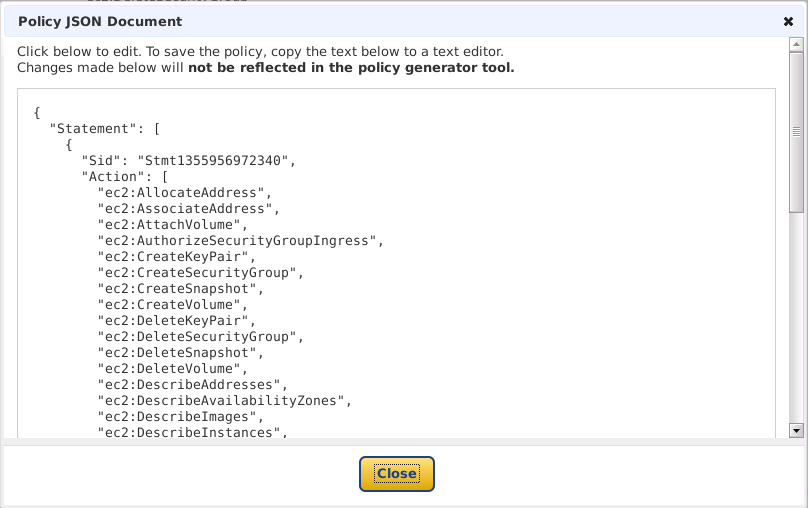 Policy JSON Document
Click below to edit. To save the policy, copy the text below to a text editor.
Changes made below will not be reflected in the policy generator tool.
{
  "Statement": [
    {
      "Sid": "Stmt1355956972340",
      "Action": [
        "ec2:AllocateAddress",
        "ec2:AssociateAddress",
        "ec2:AttachVolume",
        "ec2:AuthorizeSecurityGroupIngress",
        "ec2:CreateKeyPair",
        "ec2:CreateSecurityGroup",
        "ec2:CreateSnapshot",
        "ec2:CreateVolume",
        "ec2:DeleteKeyPair",
        "ec2:DeleteSecurityGroup",
        "ec2:DeleteSnapshot",
        "ec2:DeleteVolume",
        "ec2:DescribeAddresses",
        "ec2:DescribeAvailabilityZones",
        "ec2:DescribeImages",
        "ec2:DescribeInstances",
Close